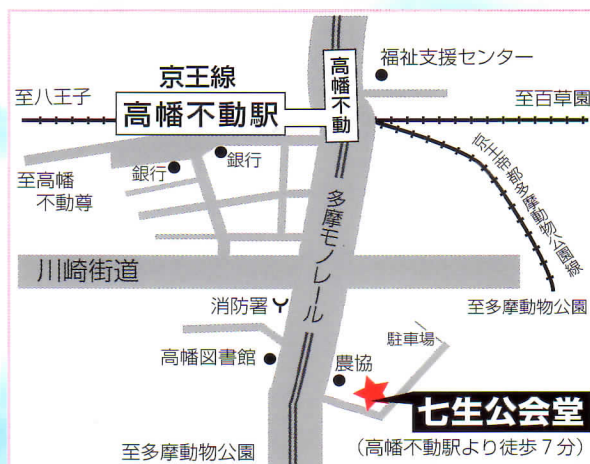 福祉支援センター
京王線
高幡不動駅
高幡不動
至八王子
至百草園
銀行
銀行
至高幡
不動尊
京王帝都多摩動物公園線
多摩モノレール
川崎街道
消防署
至多摩動物公園
駐車場
高幡図書館
農協
七生公会堂
(高幡不動駅より徒歩7分)
至多摩動物公園